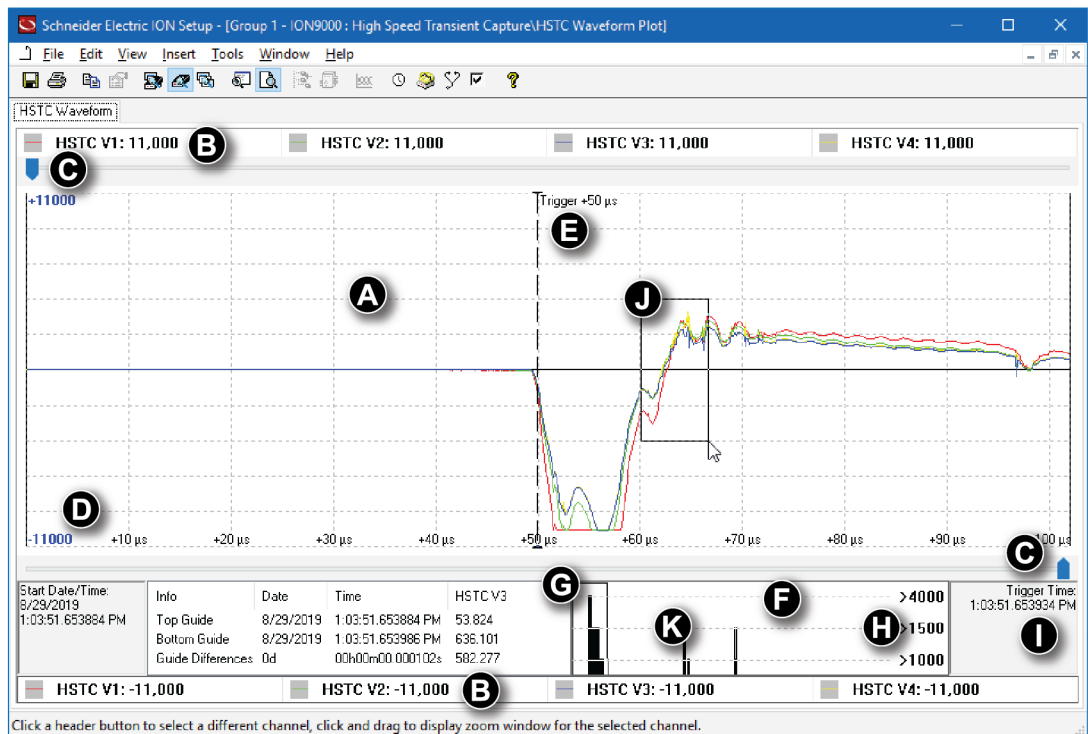 Schneider Electric ION Setup - [Group 1 - ION9000 : High Speed Transient Capture\HSTC Waveform Plot]
File Edit View Insert Tools Window Help
HSTC Waveform
HSTC V1: 11,000 B HSTC V2: 11,000 HSTC V3: 11,000 HSTC V4: 11,000
C
+11000 Trigger +50 µs
E
A J
D
-11000 +10 µs +20 µs +30 µs +40 µs +50 µs +60 µs +70 µs +80 µs +90 µs +100 µs
C
Start Date/Time:
8/29/2019
1:03:51.653884 PM
Info Date Time HSTC V3
Top Guide 8/29/2019 1:03:51.653884 PM 53.824
Bottom Guide 8/29/2019 1:03:51.653986 PM 636.101
Guide Differences 0d 00h00m00.000102s 582.277
G F >4000
K H >1500
>1000
Trigger Time:
1:03:51.653934 PM
I
HSTC V1: -11,000 HSTC V2: -11,000 B HSTC V3: -11,000 HSTC V4: -11,000
Click a header button to select a different channel, click and drag to display zoom window for the selected channel.